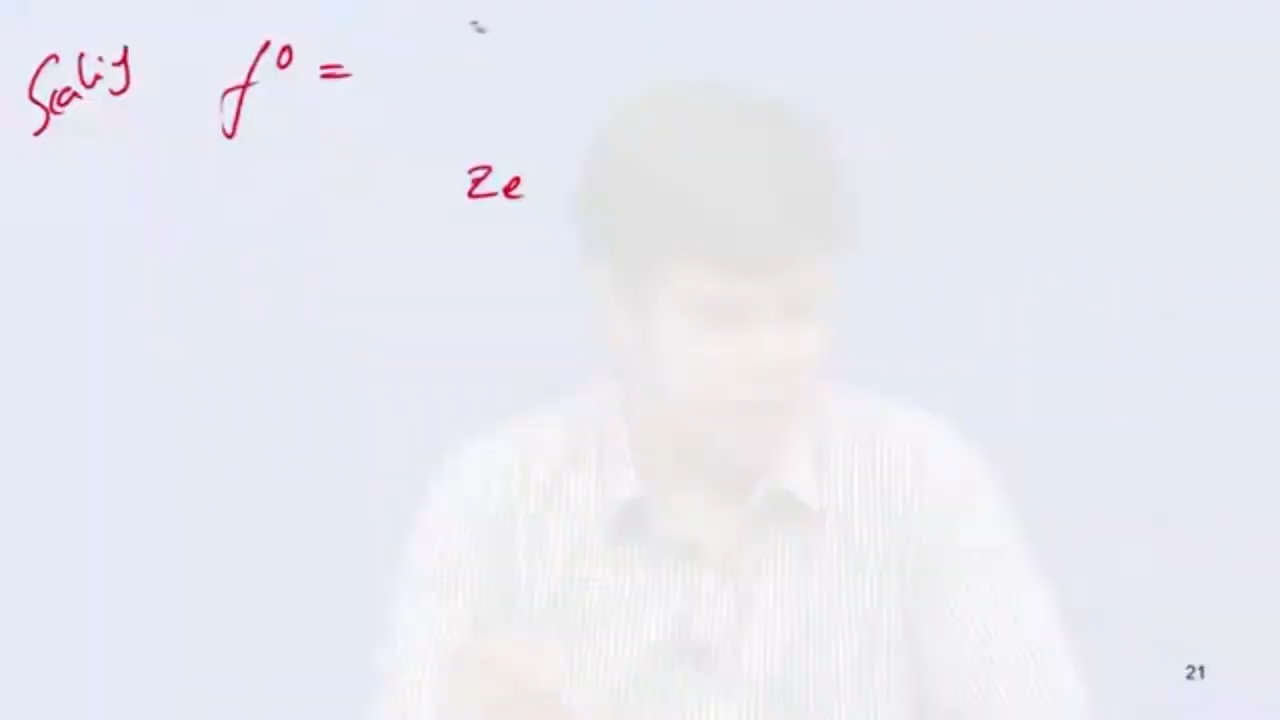 Scaling f⁰ =
Ze
21